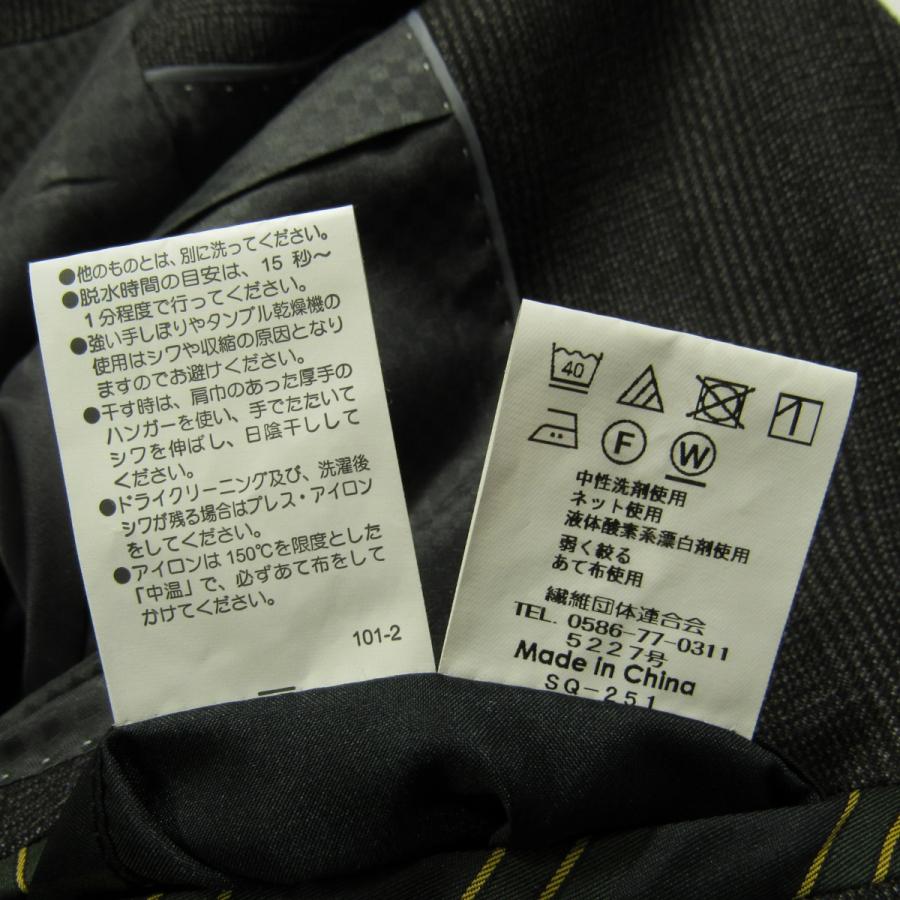 ●他のものとは、別に洗ってください。
●脱水時間の目安は、15 秒〜
1分程度で行ってください。
●強い手しぼりやタンブル乾燥機の
使用はシワや収縮の原因となり
ますのでお避けください。
●干す時は、肩巾のあった厚手の
ハンガーを使い、手でたたいて
シワを伸ばし、日陰干しして
ください。
●ドライクリーニング及び、洗濯後
シワが残る場合はプレス・アイロン
をしてください。
●アイロンは150℃を限度とした
「中温」で、必ずあて布をして
かけてください。
101-2
40
F W
中性洗剤使用
ネット使用
液体酸素系漂白剤使用
弱く絞る
あて布使用
繊維団体連合会
TEL. 0586-77-0311
5227号
Made in China
SQ-251